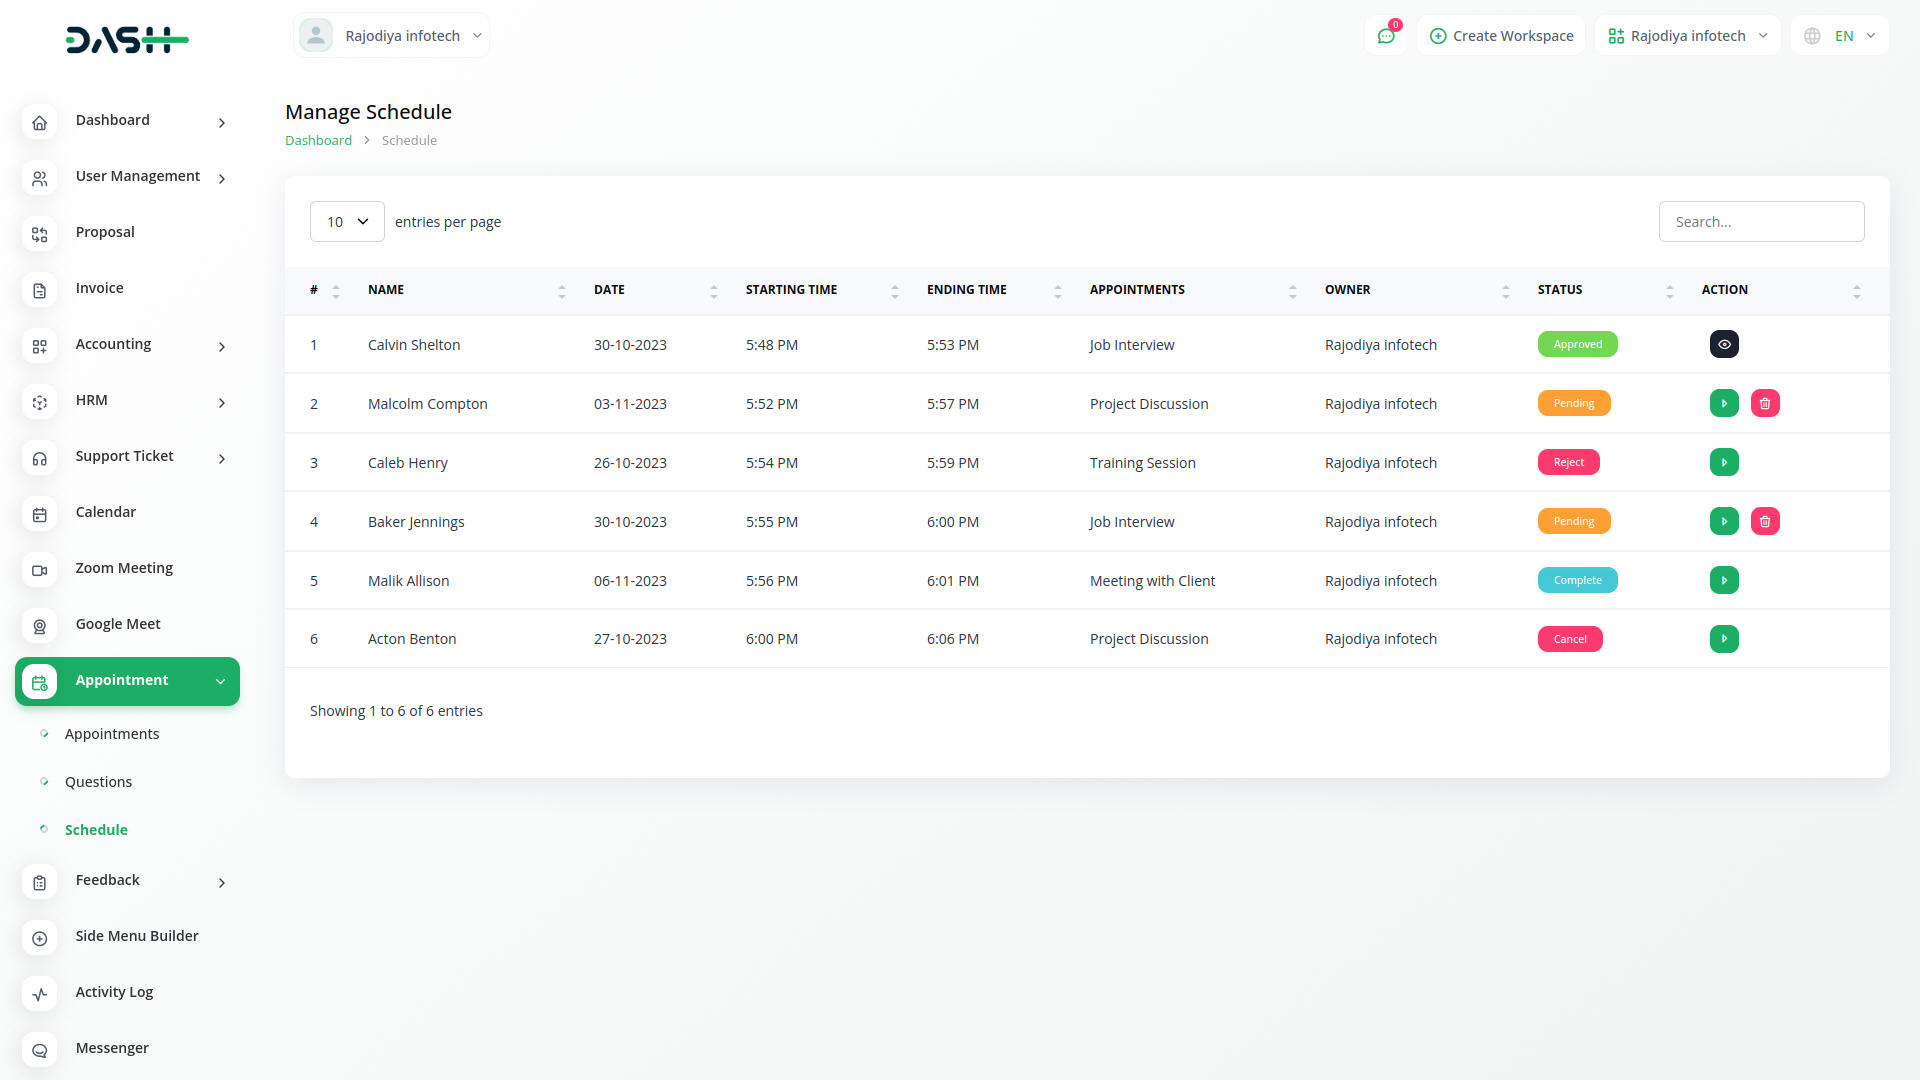 DASH
Rajodiya infotech
0
Create Workspace
Rajodiya infotech
EN
Dashboard
User Management
Proposal
Invoice
Accounting
HRM
Support Ticket
Calendar
Zoom Meeting
Google Meet
Appointment
Appointments
Questions
Schedule
Feedback
Side Menu Builder
Activity Log
Messenger
Manage Schedule
Dashboard > Schedule
10 entries per page
Search...
# NAME DATE STARTING TIME ENDING TIME APPOINTMENTS OWNER STATUS ACTION
1 Calvin Shelton 30-10-2023 5:48 PM 5:53 PM Job Interview Rajodiya infotech Approved
2 Malcolm Compton 03-11-2023 5:52 PM 5:57 PM Project Discussion Rajodiya infotech Pending
3 Caleb Henry 26-10-2023 5:54 PM 5:59 PM Training Session Rajodiya infotech Reject
4 Baker Jennings 30-10-2023 5:55 PM 6:00 PM Job Interview Rajodiya infotech Pending
5 Malik Allison 06-11-2023 5:56 PM 6:01 PM Meeting with Client Rajodiya infotech Complete
6 Acton Benton 27-10-2023 6:00 PM 6:06 PM Project Discussion Rajodiya infotech Cancel
Showing 1 to 6 of 6 entries